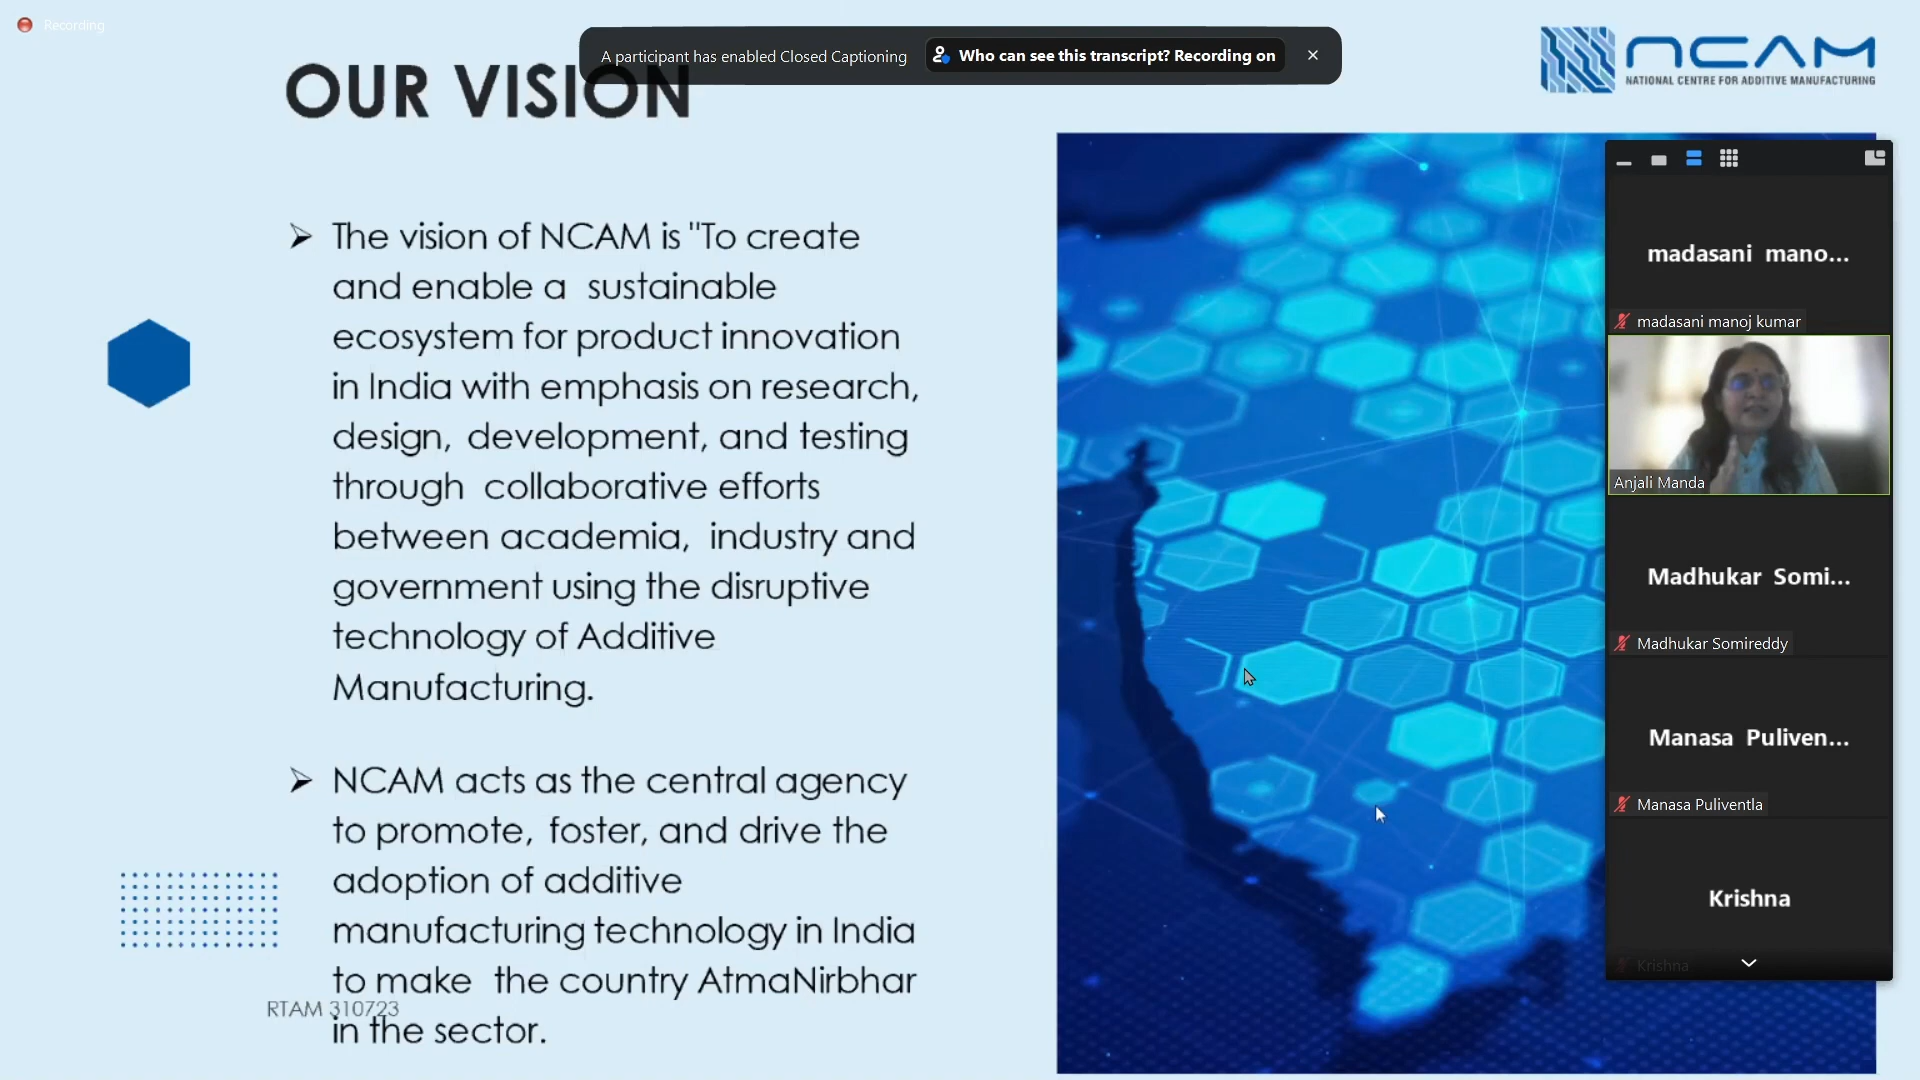 Recording
A participant has enabled Closed Captioning
Who can see this transcript? Recording on
NCAM
NATIONAL CENTRE FOR ADDITIVE MANUFACTURING
OUR VISION
The vision of NCAM is "To create
and enable a sustainable
ecosystem for product innovation
in India with emphasis on research,
design, development, and testing
through collaborative efforts
between academia, industry and
government using the disruptive
technology of Additive
Manufacturing.
NCAM acts as the central agency
to promote, foster, and drive the
adoption of additive
manufacturing technology in India
to make the country AtmaNirbhar
in the sector.
RTAM 310723
madasani mano...
madasani manoj kumar
Anjali Manda
Madhukar Somi...
Madhukar Somireddy
Manasa Puliven...
Manasa Puliventla
Krishna
Krishna